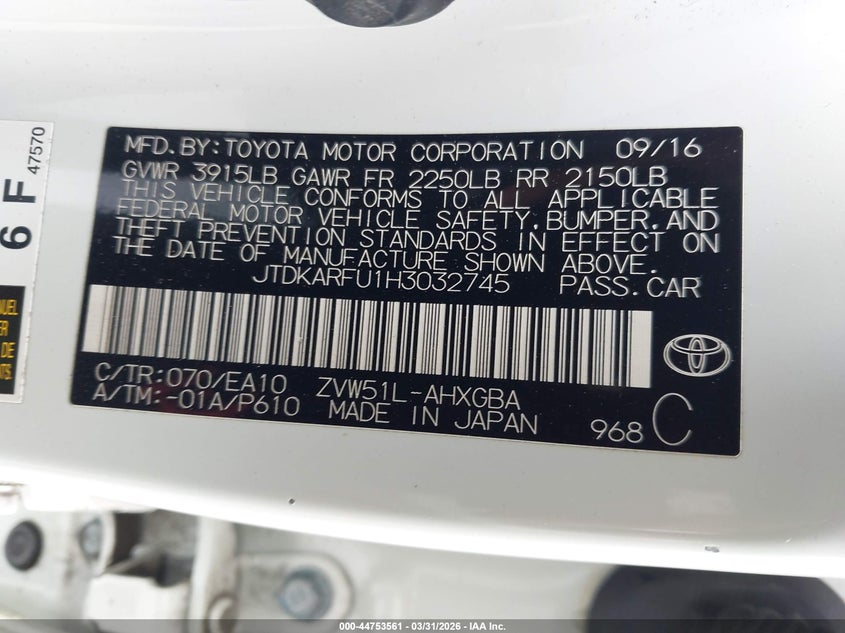 MFD.BY:TOYOTA MOTOR CORPORATION 09/16
GVWR 3915LB GAWR FR 2250LB RR 2150LB
THIS VEHICLE CONFORMS TO ALL APPLICABLE
FEDERAL MOTOR VEHICLE SAFETY,BUMPER,AND
THEFT PREVENTION STANDARDS IN EFFECT ON
THE DATE OF MANUFACTURE SHOWN ABOVE.
JTDKARFU1H3032745 PASS.CAR
C/TR:070/EA10 ZVW51L-AHXGBA
A/TM:-01A/P610 MADE IN JAPAN
968 C
6 F
47570
DE
000-44753561 - 03/31/2026 - IAA Inc.